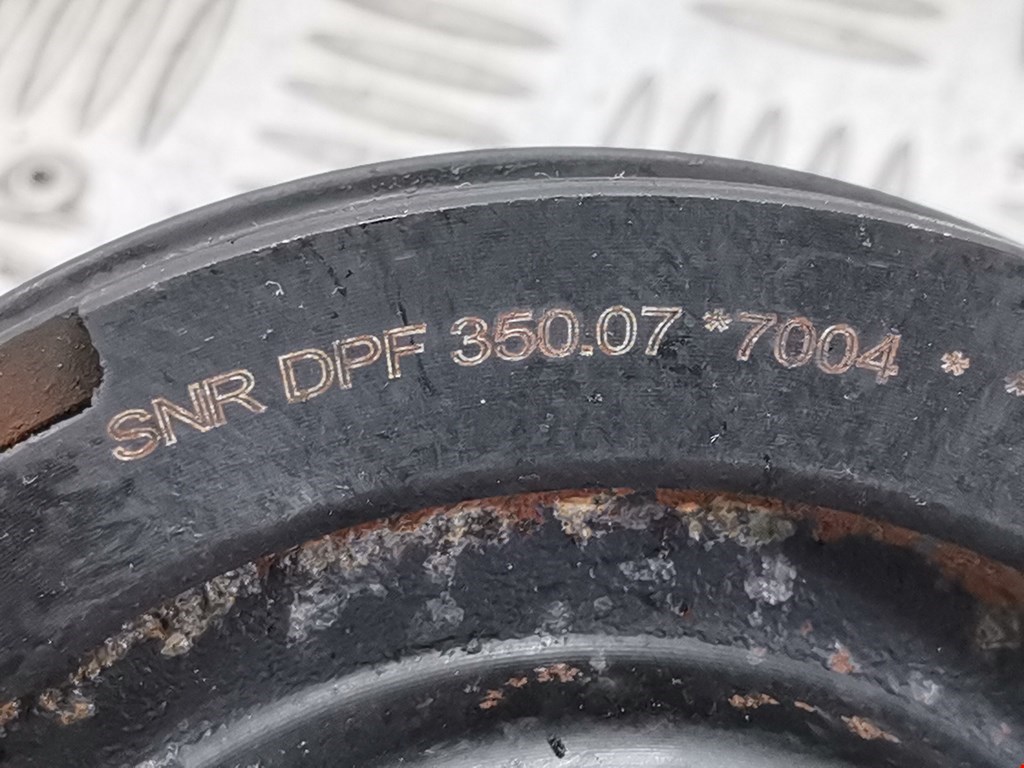 SNR DPF 350.07 *7004 * *